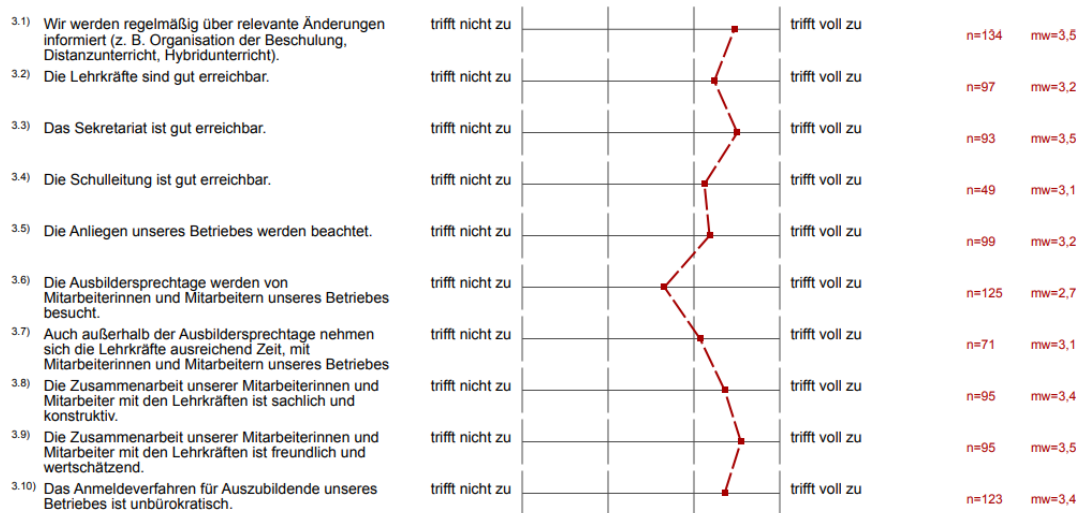 3.1) Wir werden regelmäßig über relevante Änderungen trifft nicht zu trifft voll zu
informiert (z. B. Organisation der Beschulung, n=134 mw=3,5
Distanzunterricht, Hybridunterricht).
3.2) Die Lehrkräfte sind gut erreichbar. trifft nicht zu trifft voll zu
n=97 mw=3,2
3.3) Das Sekretariat ist gut erreichbar. trifft nicht zu trifft voll zu
n=93 mw=3,5
3.4) Die Schulleitung ist gut erreichbar. trifft nicht zu trifft voll zu
n=49 mw=3,1
3.5) Die Anliegen unseres Betriebes werden beachtet. trifft nicht zu trifft voll zu
n=99 mw=3,2
3.6) Die Ausbildersprechtage werden von trifft nicht zu trifft voll zu
Mitarbeiterinnen und Mitarbeitern unseres Betriebes n=125 mw=2,7
besucht.
3.7) Auch außerhalb der Ausbildersprechtage nehmen trifft nicht zu trifft voll zu
sich die Lehrkräfte ausreichend Zeit, mit n=71 mw=3,1
Mitarbeiterinnen und Mitarbeitern unseres Betriebes
3.8) Die Zusammenarbeit unserer Mitarbeiterinnen und trifft nicht zu trifft voll zu
Mitarbeiter mit den Lehrkräften ist sachlich und n=95 mw=3,4
konstruktiv.
3.9) Die Zusammenarbeit unserer Mitarbeiterinnen und trifft nicht zu trifft voll zu
Mitarbeiter mit den Lehrkräften ist freundlich und n=95 mw=3,5
wertschätzend.
3.10) Das Anmeldeverfahren für Auszubildende unseres trifft nicht zu trifft voll zu
Betriebes ist unbürokratisch. n=123 mw=3,4